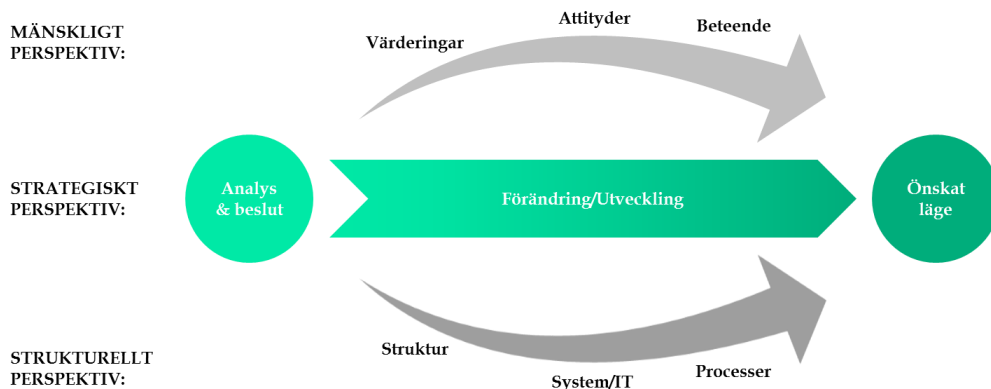 MÄNSKLIGT
PERSPEKTIV:
Värderingar
Attityder
Beteende
STRATEGISKT
PERSPEKTIV:
Analys
& beslut
Förändring/Utveckling
Önskat
läge
STRUKTURELLT
PERSPEKTIV:
Struktur
System/IT
Processer